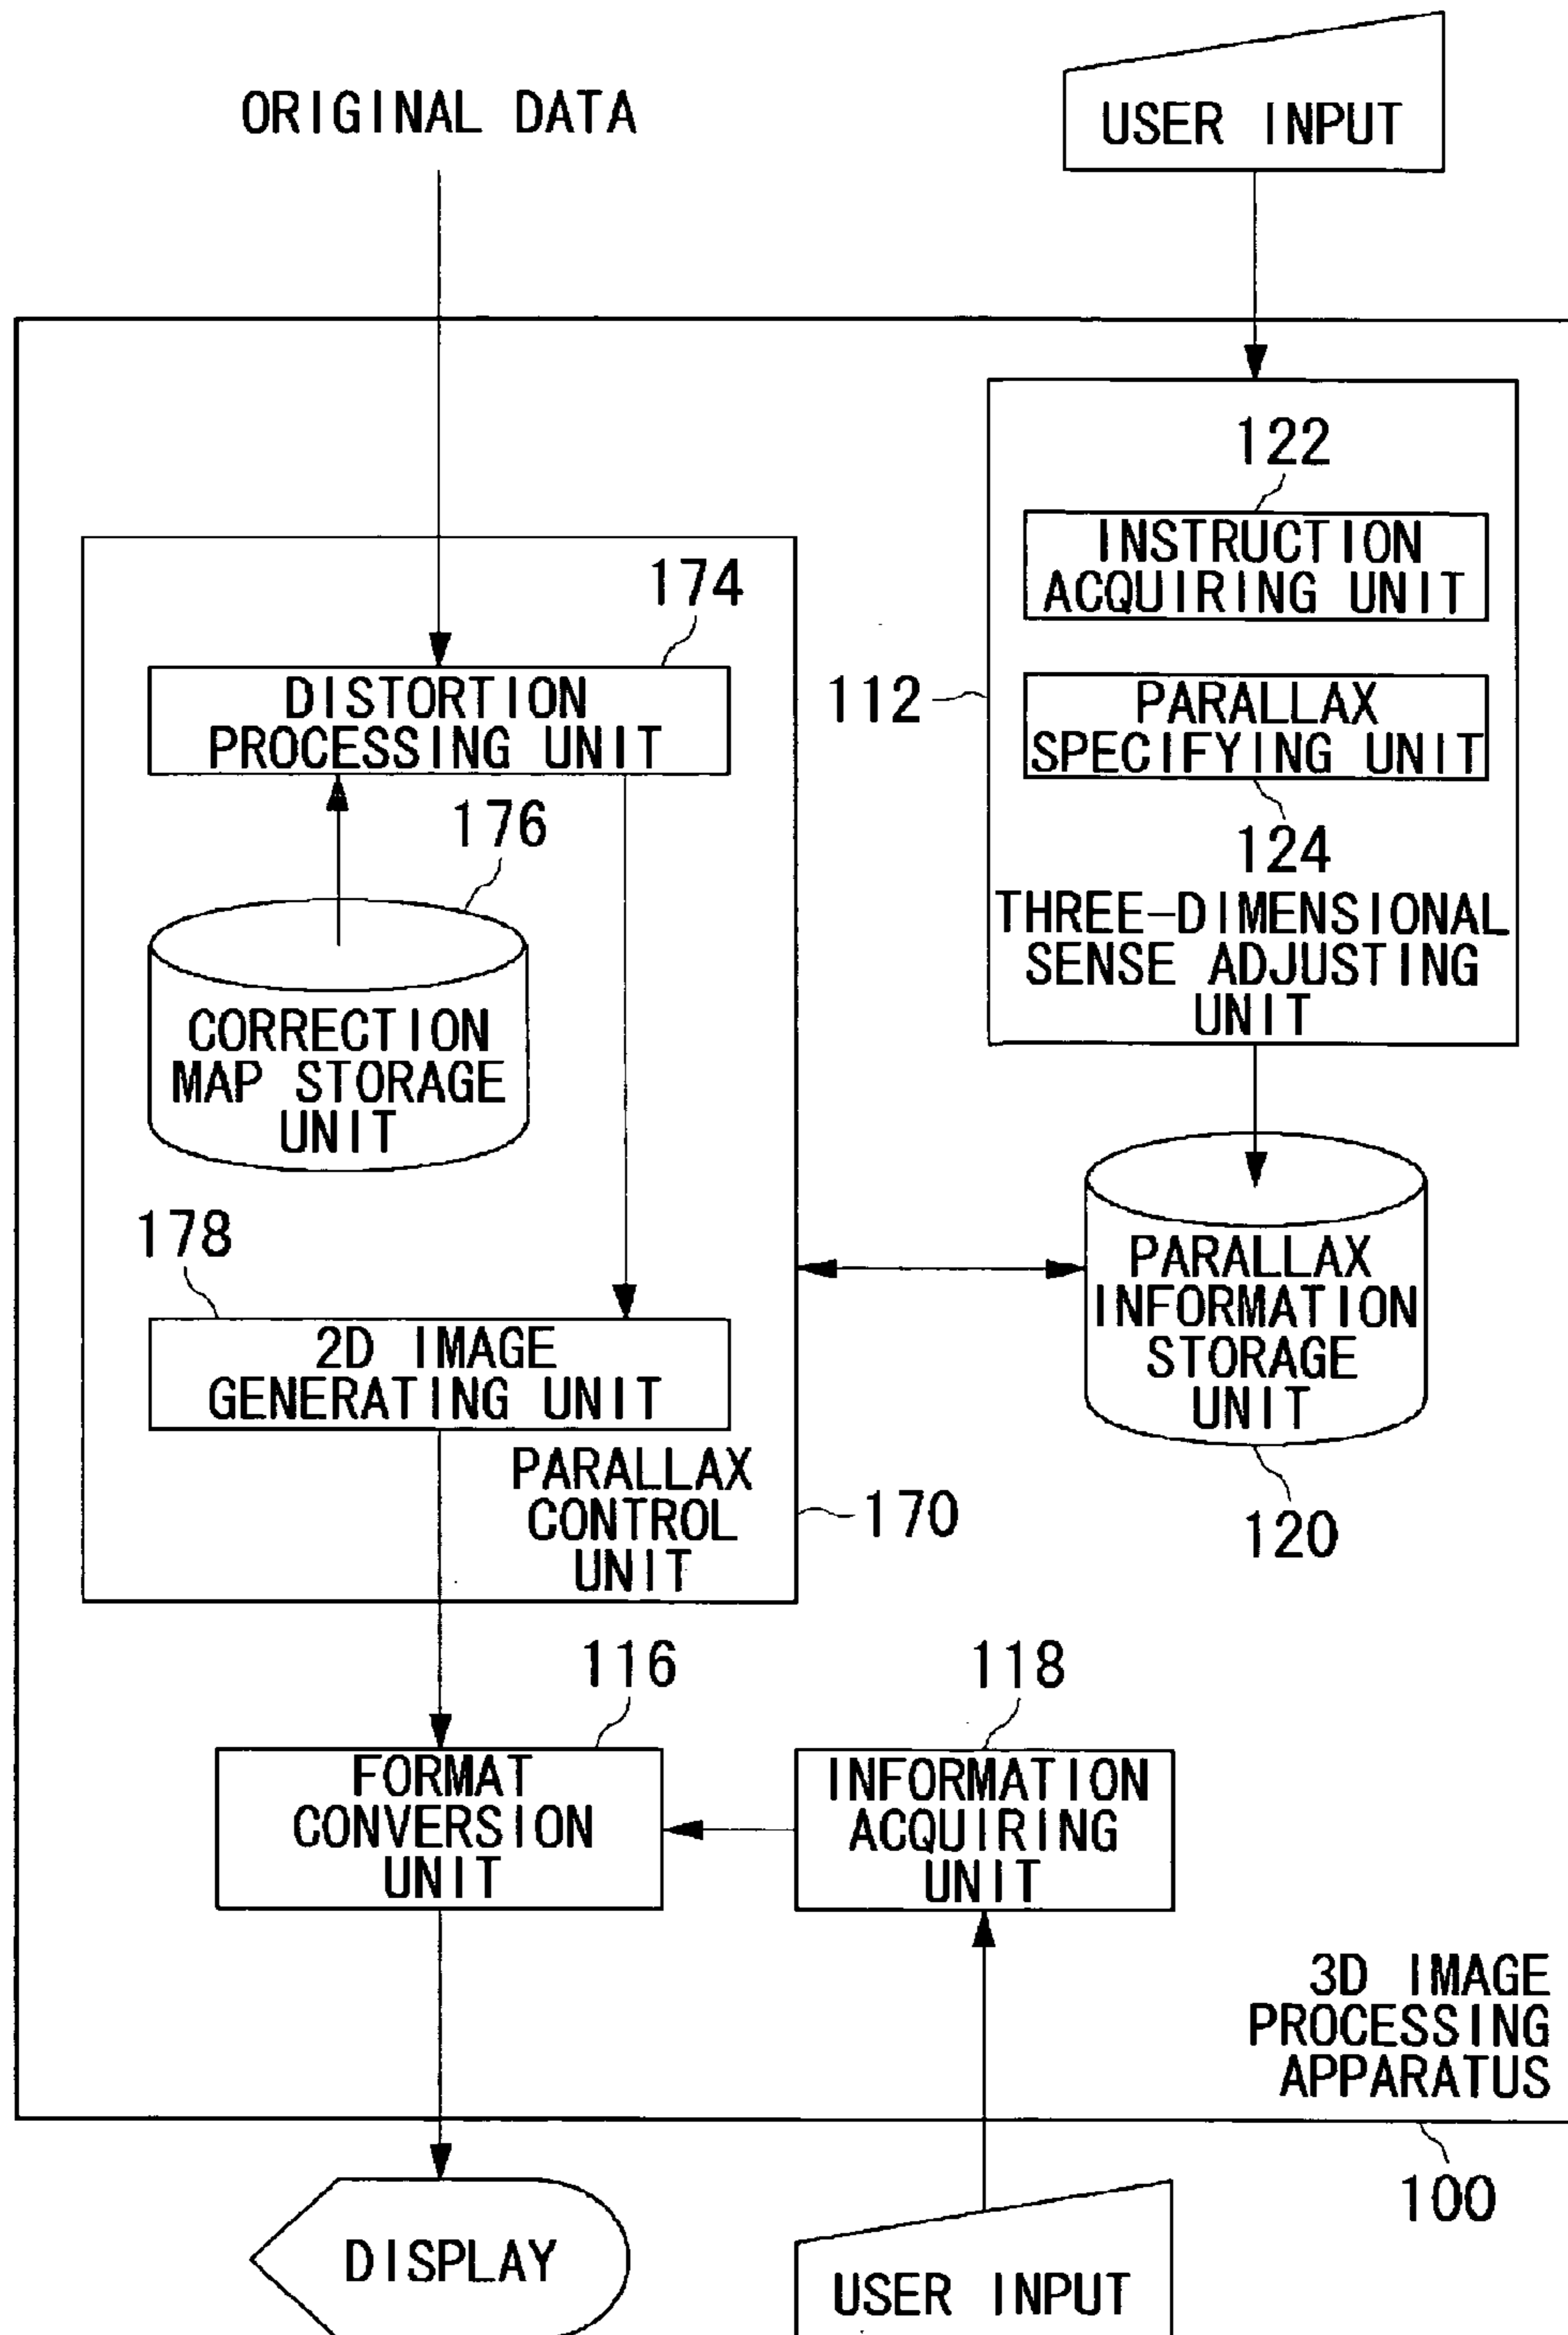 ORIGINAL DATA
USER INPUT
122
INSTRUCTION
ACQUIRING UNIT
174
DISTORTION
PROCESSING UNIT
112
PARALLAX
SPECIFYING UNIT
176
124
THREE-DIMENSIONAL
SENSE ADJUSTING
UNIT
CORRECTION
MAP STORAGE
UNIT
178
PARALLAX
INFORMATION
STORAGE
UNIT
2D IMAGE
GENERATING UNIT
PARALLAX
CONTROL
UNIT
170
120
116
118
FORMAT
CONVERSION
UNIT
INFORMATION
ACQUIRING
UNIT
3D IMAGE
PROCESSING
APPARATUS
100
DISPLAY
USER INPUT